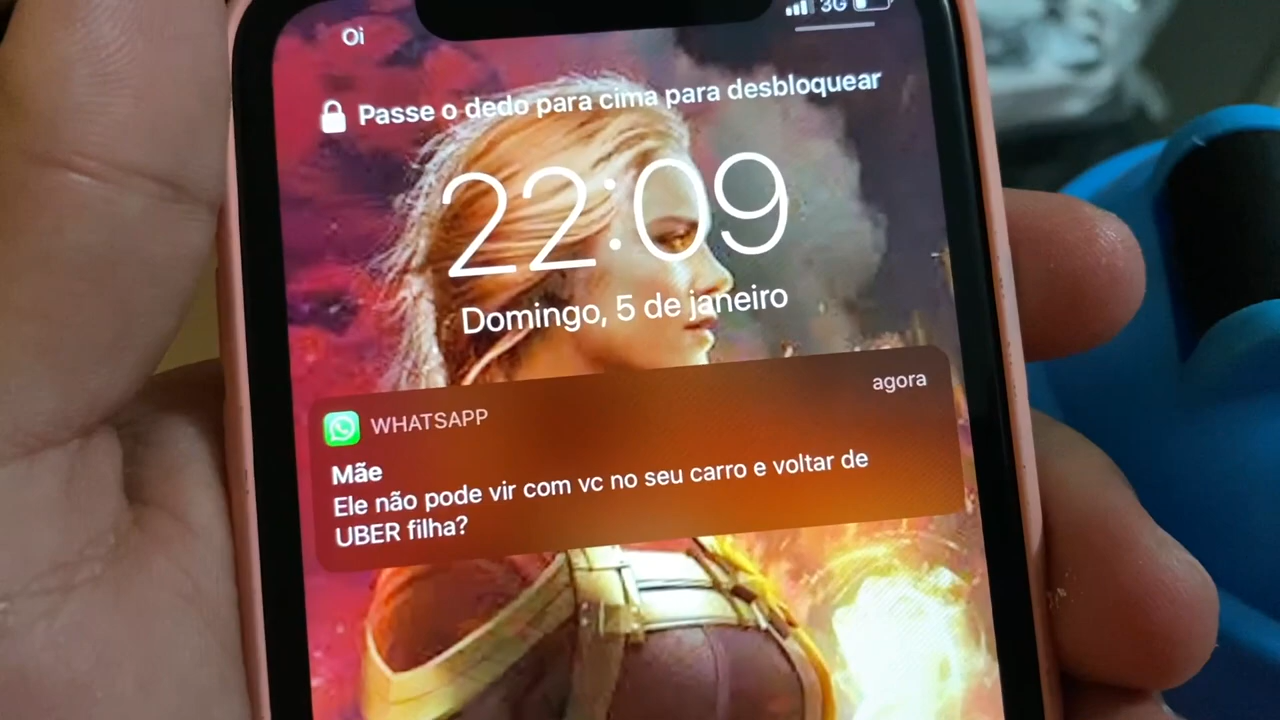 Oi
3G
Passe o dedo para cima para desbloquear
22:09
Domingo, 5 de janeiro
WHATSAPP
agora
Mãe
Ele não pode vir com vc no seu carro e voltar de
UBER filha?